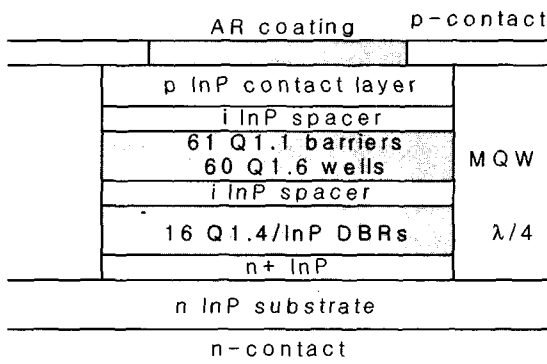 AR coating
p-contact
p InP contact layer
i InP spacer
61 Q1.1 barriers
60 Q1.6 wells
MQW
i InP spacer
16 Q1.4/InP DBRs
λ/4
n+ InP
n InP substrate
n-contact